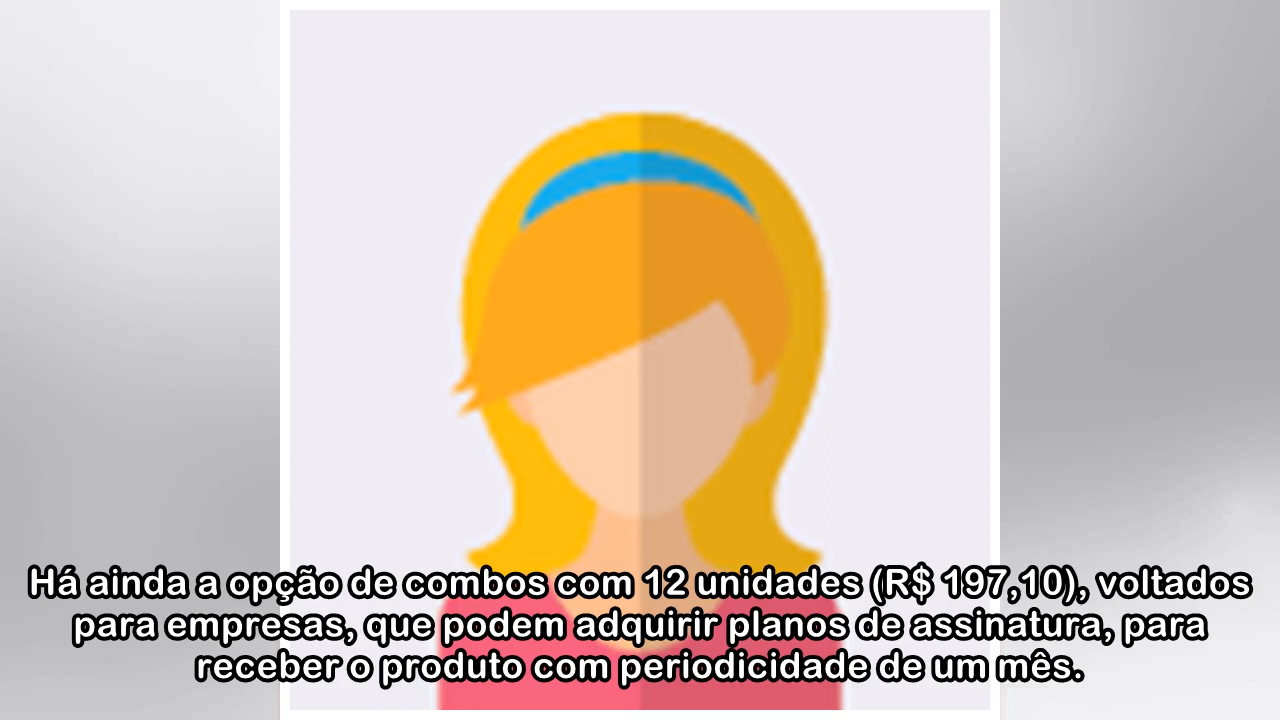 Há ainda a opção de combos com 12 unidades (R$ 197,10), voltados
para empresas, que podem adquirir planos de assinatura, para
receber o produto com periodicidade de um mês.